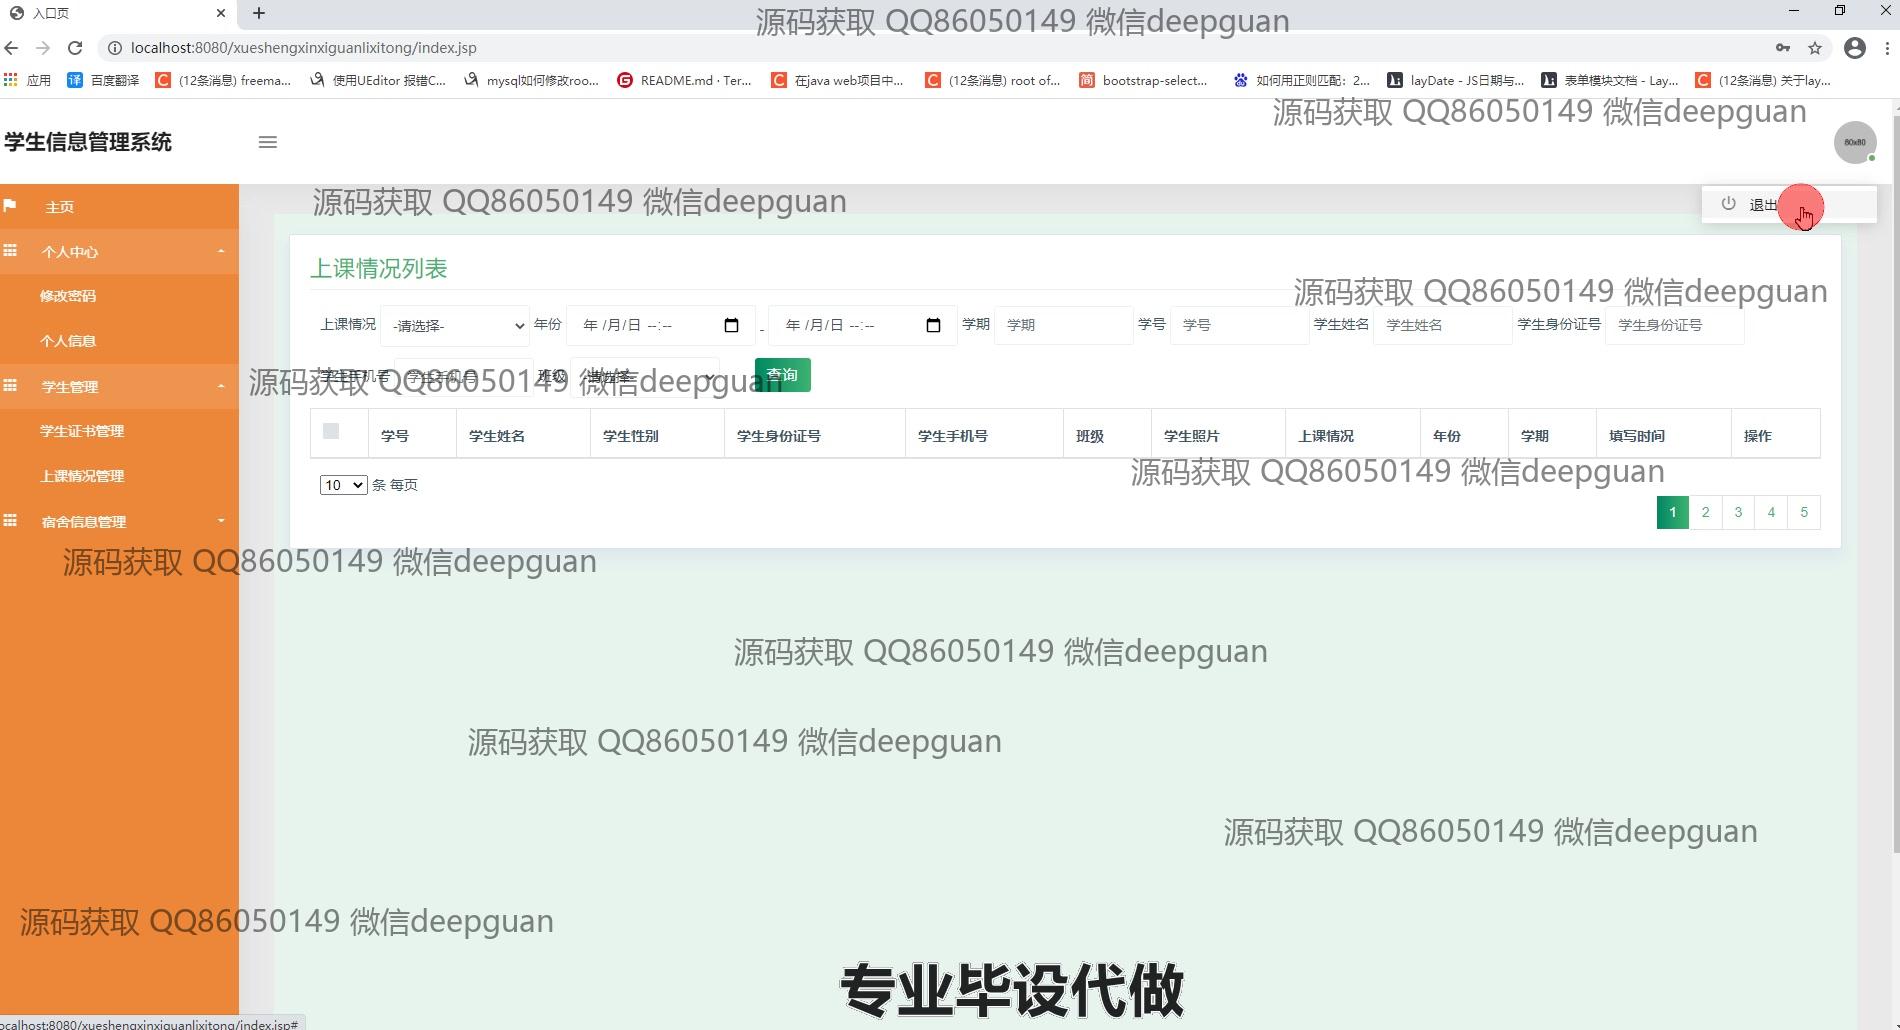 入口页
源码获取 QQ86050149 微信deepguan
localhost:8080/xueshengxinxiguanlixitong/index.jsp
应用 百度翻译 (12条消息) freema... 使用UEditor 报错C... mysql如何修改roo... README.md · Ter... 在java web项目中... (12条消息) root of... bootstrap-select... 如何用正则匹配：2... layDate - JS日期与... 表单模块文档 - Lay... (12条消息) 关于lay...
源码获取 QQ86050149 微信deepguan
学生信息管理系统
80x80
源码获取 QQ86050149 微信deepguan
退出
主页
个人中心
修改密码
个人信息
学生管理
学生证书管理
上课情况管理
宿舍信息管理
上课情况列表
源码获取 QQ86050149 微信deepguan
上课情况 -请选择- 年份 年 /月/日 --:-- - 年 /月/日 --:-- 学期 学期 学号 学号 学生姓名 学生姓名 学生身份证号 学生身份证号
学生手机号 学生手机号 班级 -请选择- 查询
源码获取 QQ86050149 微信deepguan
学号 学生姓名 学生性别 学生身份证号 学生手机号 班级 学生照片 上课情况 年份 学期 填写时间 操作
源码获取 QQ86050149 微信deepguan
10 条 每页
1 2 3 4 5
源码获取 QQ86050149 微信deepguan
源码获取 QQ86050149 微信deepguan
源码获取 QQ86050149 微信deepguan
源码获取 QQ86050149 微信deepguan
源码获取 QQ86050149 微信deepguan
专业毕设代做
ocalhost:8080/xueshengxinxiguanlixitong/index.jsp#